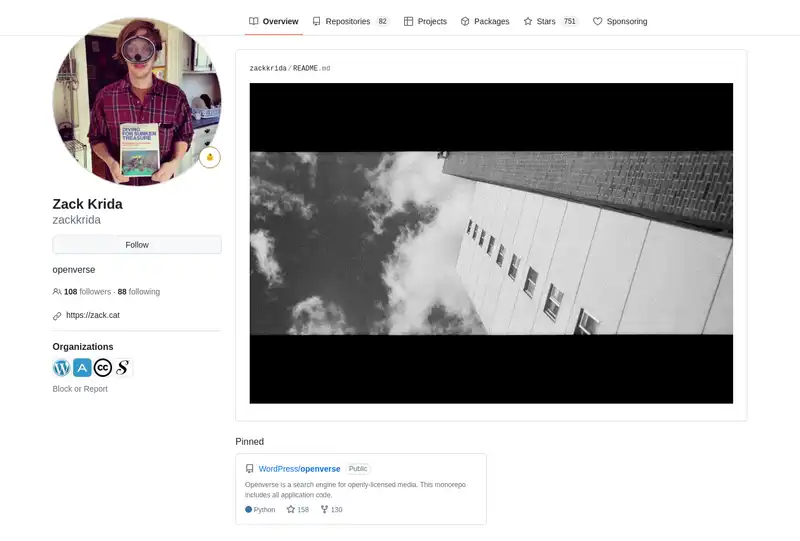 Overview
Repositories 82
Projects
Packages
Stars 751
Sponsoring
DIVING
FOR SUNKEN
TREASURE
Zack Krida
zackkrida
Follow
openverse
108 followers · 88 following
https://zack.cat
Organizations
W A cc S
Block or Report
zackkrida/README.md
Pinned
WordPress/openverse Public
Openverse is a search engine for openly-licensed media. This monorepo
includes all application code.
Python 158 130